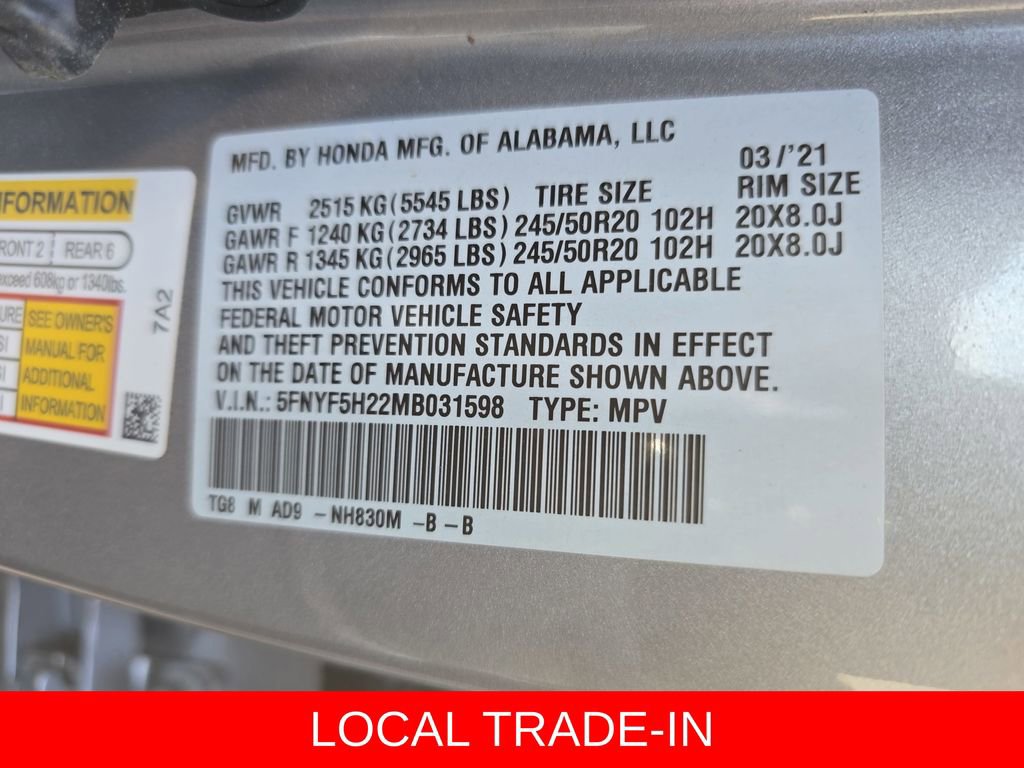 MFD. BY HONDA MFG. OF ALABAMA, LLC
03/'21
GVWR 2515 KG (5545 LBS) TIRE SIZE RIM SIZE
GAWR F 1240 KG (2734 LBS) 245/50R20 102H 20X8.0J
GAWR R 1345 KG (2965 LBS) 245/50R20 102H 20X8.0J
THIS VEHICLE CONFORMS TO ALL APPLICABLE
FEDERAL MOTOR VEHICLE SAFETY
AND THEFT PREVENTION STANDARDS IN EFFECT
ON THE DATE OF MANUFACTURE SHOWN ABOVE.
V.I.N.: 5FNYF5H22MB031598 TYPE: MPV
TG8 M AD9 -NH830M -B -B
REAR 6
exceed 608kg or 1340lbs.
SEE OWNER'S
MANUAL FOR
ADDITIONAL
INFORMATION
7A2
LOCAL TRADE-IN